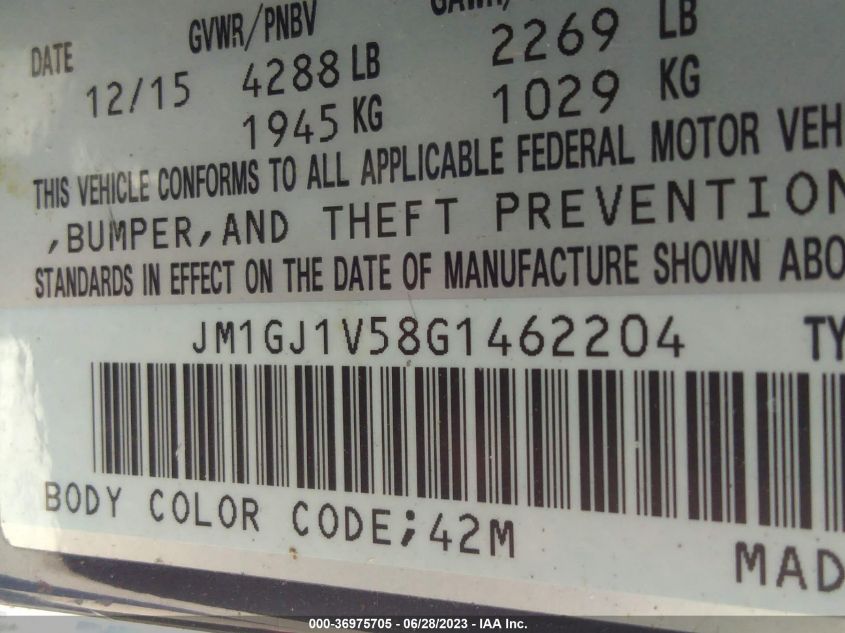 DATE GVWR/PNBV
12/15 4288 LB 2269 LB
1945 KG 1029 KG
THIS VEHICLE CONFORMS TO ALL APPLICABLE FEDERAL MOTOR VEH
,BUMPER,AND THEFT PREVENTION
STANDARDS IN EFFECT ON THE DATE OF MANUFACTURE SHOWN ABO
JM1GJ1V58G1462204 TY
BODY COLOR CODE;42M
MAD
000-36975705 - 06/28/2023 - IAA Inc.